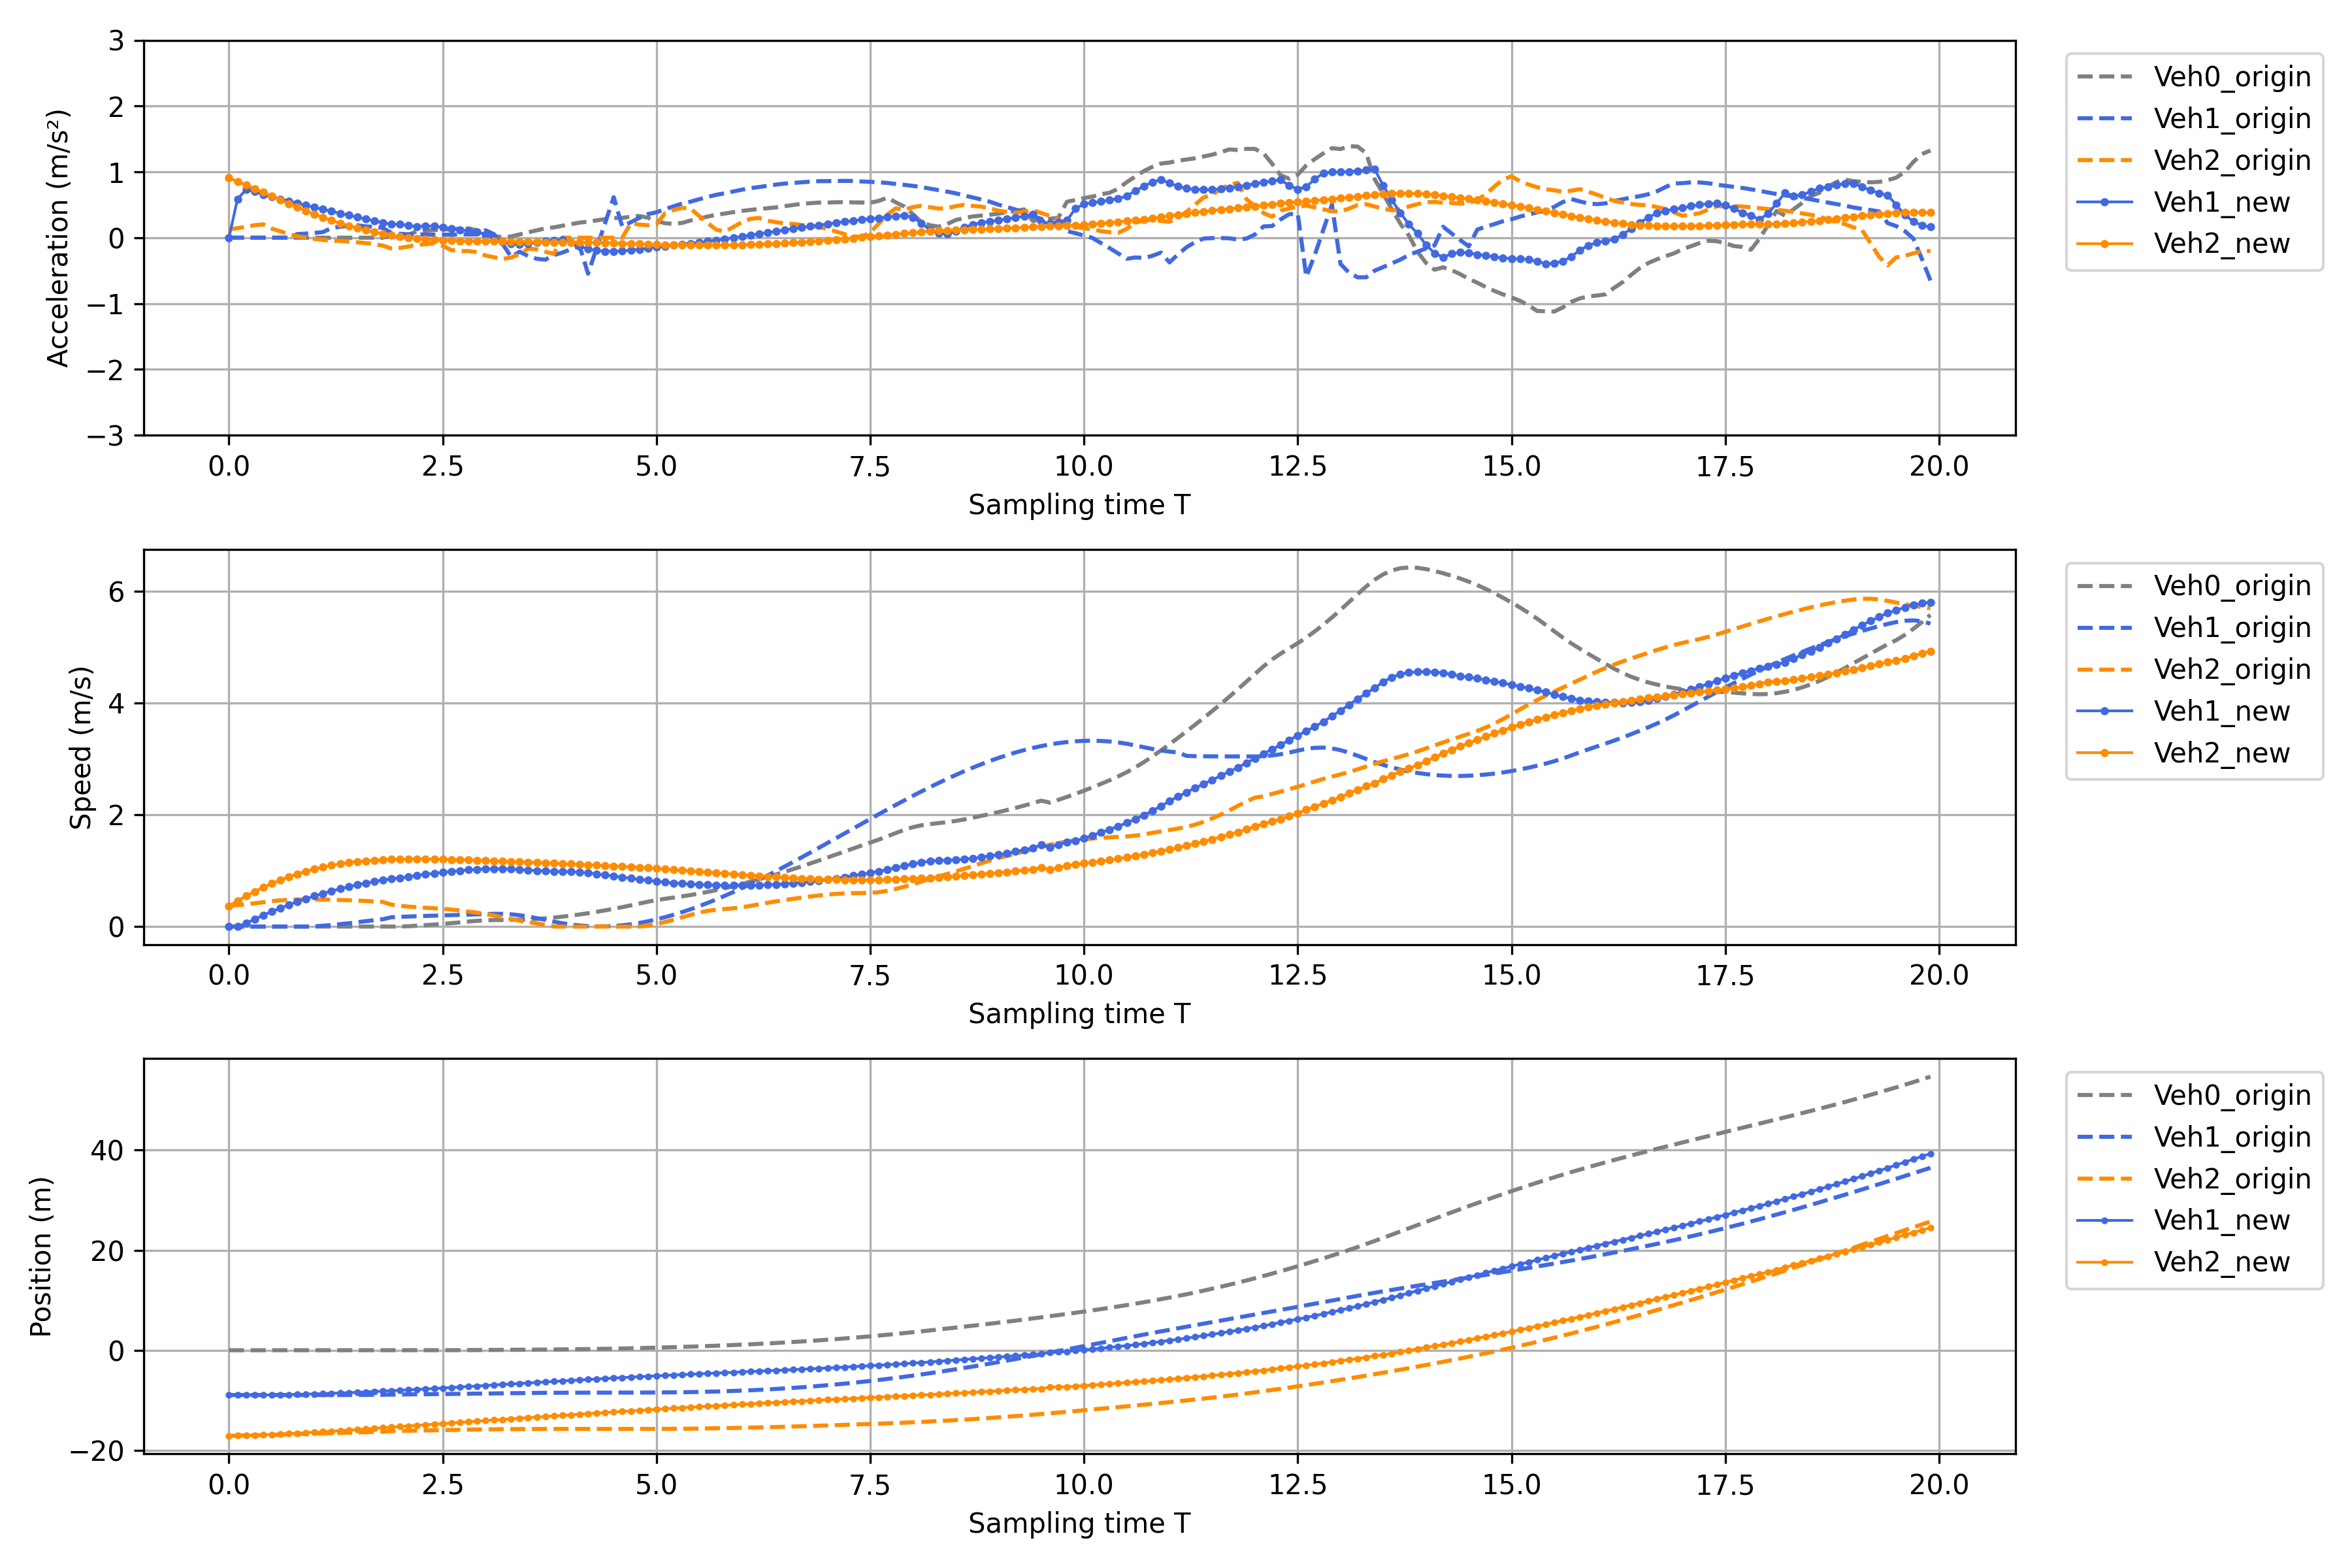 Acceleration (m/s²)
3
2
1
0
−1
−2
−3
0.0 2.5 5.0 7.5 10.0 12.5 15.0 17.5 20.0
Sampling time T
Veh0_origin
Veh1_origin
Veh2_origin
Veh1_new
Veh2_new
Speed (m/s)
6
4
2
0
0.0 2.5 5.0 7.5 10.0 12.5 15.0 17.5 20.0
Sampling time T
Veh0_origin
Veh1_origin
Veh2_origin
Veh1_new
Veh2_new
Position (m)
40
20
0
−20
0.0 2.5 5.0 7.5 10.0 12.5 15.0 17.5 20.0
Sampling time T
Veh0_origin
Veh1_origin
Veh2_origin
Veh1_new
Veh2_new